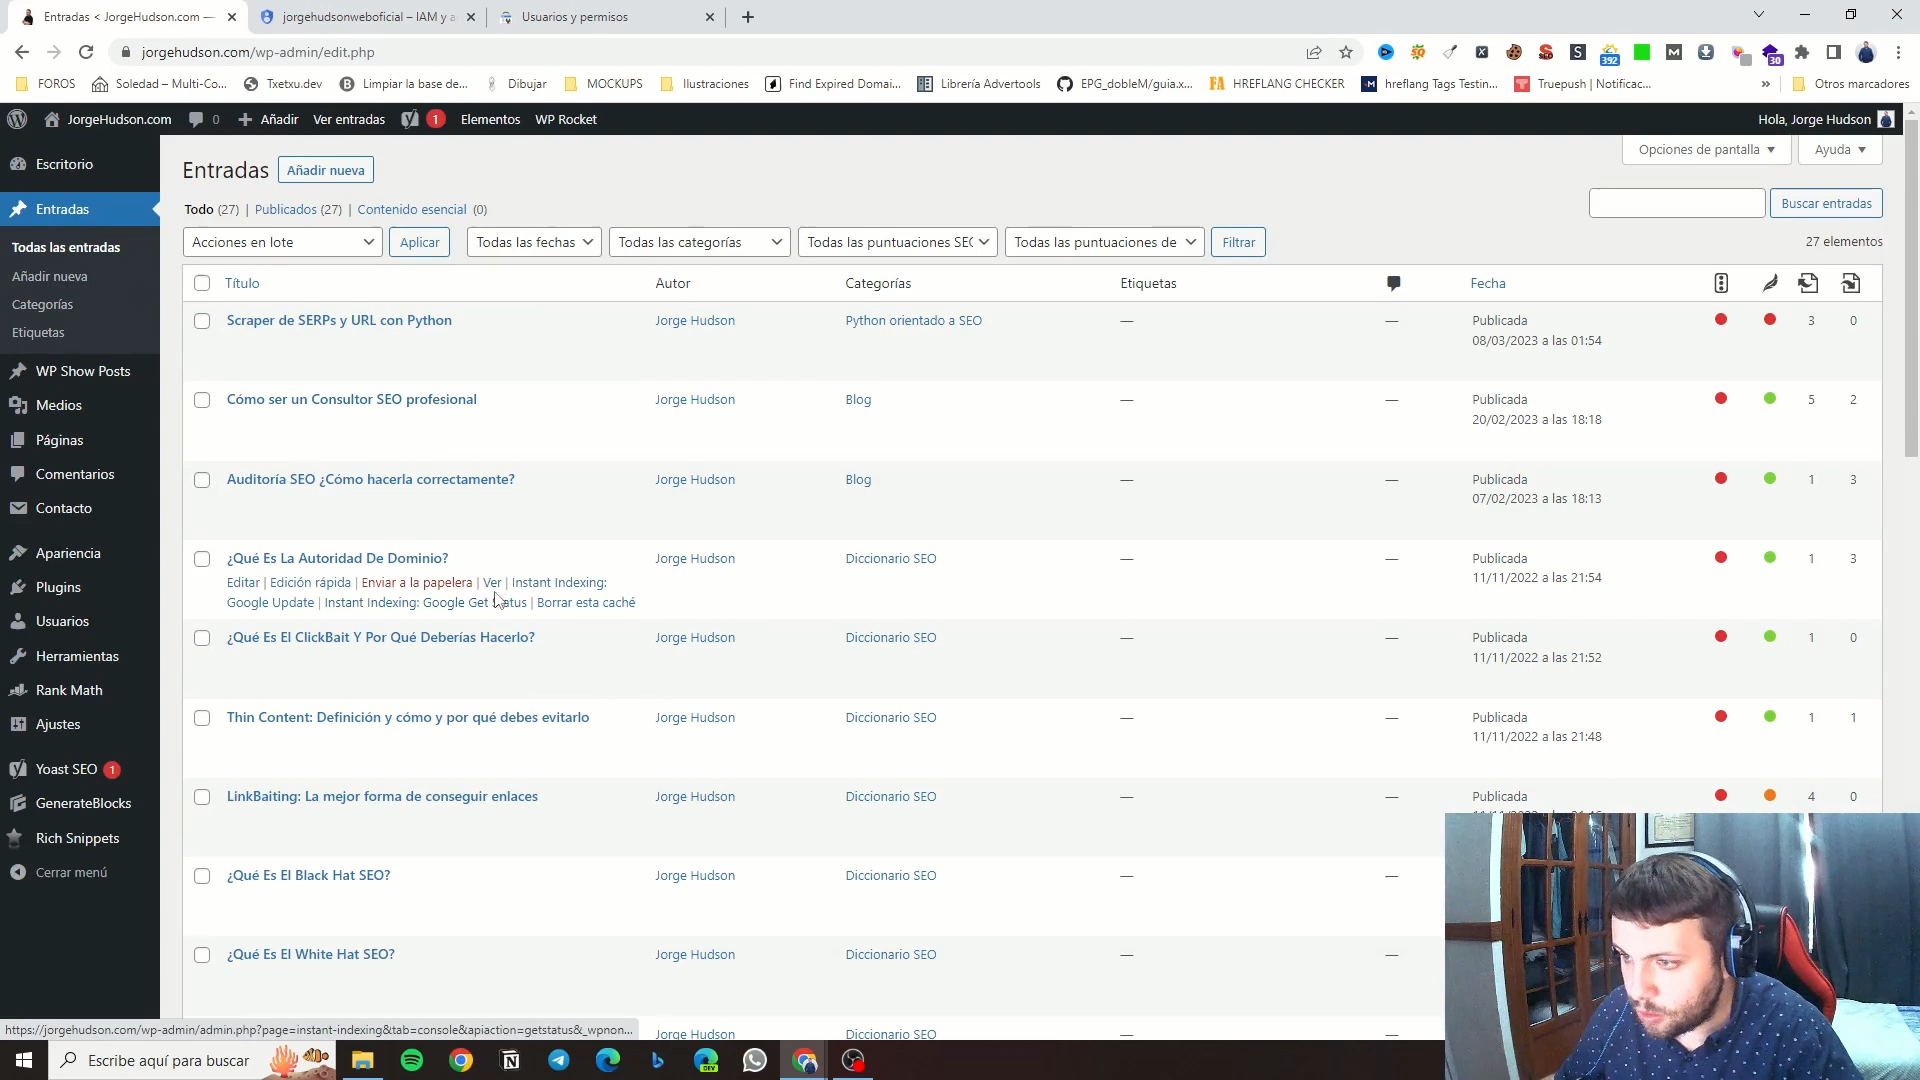 Entradas < JorgeHudson.com —
jorgehudsonweboficial – IAM y a
Usuarios y permisos
jorgehudson.com/wp-admin/edit.php
392
30
FOROS
Soledad – Multi-Co...
Txetxu.dev
Limpiar la base de...
Dibujar
MOCKUPS
Ilustraciones
Find Expired Domai...
Librería Advertools
EPG_dobleM/guia.x...
HREFLANG CHECKER
hreflang Tags Testin...
Truepush | Notificac...
»
Otros marcadores
JorgeHudson.com
0
Añadir
Ver entradas
1
Elementos
WP Rocket
Hola, Jorge Hudson
Escritorio
Entradas
Todas las entradas
Añadir nueva
Categorías
Etiquetas
WP Show Posts
Medios
Páginas
Comentarios
Contacto
Apariencia
Plugins
Usuarios
Herramientas
Rank Math
Ajustes
Yoast SEO 1
GenerateBlocks
Rich Snippets
Cerrar menú
Opciones de pantalla
Ayuda
Entradas
Añadir nueva
Todo (27) | Publicados (27) | Contenido esencial (0)
Buscar entradas
Acciones en lote
Aplicar
Todas las fechas
Todas las categorías
Todas las puntuaciones SEC
Todas las puntuaciones de
Filtrar
27 elementos
Título
Autor
Categorías
Etiquetas
Fecha
Scraper de SERPs y URL con Python
Jorge Hudson
Python orientado a SEO
—
—
Publicada
08/03/2023 a las 01:54
3
0
Cómo ser un Consultor SEO profesional
Jorge Hudson
Blog
—
—
Publicada
20/02/2023 a las 18:18
5
2
Auditoría SEO ¿Cómo hacerla correctamente?
Jorge Hudson
Blog
—
—
Publicada
07/02/2023 a las 18:13
1
3
¿Qué Es La Autoridad De Dominio?
Editar | Edición rápida | Enviar a la papelera | Ver | Instant Indexing:
Google Update | Instant Indexing: Google Get Status | Borrar esta caché
Jorge Hudson
Diccionario SEO
—
—
Publicada
11/11/2022 a las 21:54
1
3
¿Qué Es El ClickBait Y Por Qué Deberías Hacerlo?
Jorge Hudson
Diccionario SEO
—
—
Publicada
11/11/2022 a las 21:52
1
0
Thin Content: Definición y cómo y por qué debes evitarlo
Jorge Hudson
Diccionario SEO
—
—
Publicada
11/11/2022 a las 21:48
1
1
LinkBaiting: La mejor forma de conseguir enlaces
Jorge Hudson
Diccionario SEO
—
—
Publicada
4
0
¿Qué Es El Black Hat SEO?
Jorge Hudson
Diccionario SEO
—
—
¿Qué Es El White Hat SEO?
Jorge Hudson
Diccionario SEO
—
—
Jorge Hudson
Diccionario SEO
—
—
https://jorgehudson.com/wp-admin/admin.php?page=instant-indexing&tab=console&apiaction=getstatus&_wpnon...
Escribe aquí para buscar
DEV